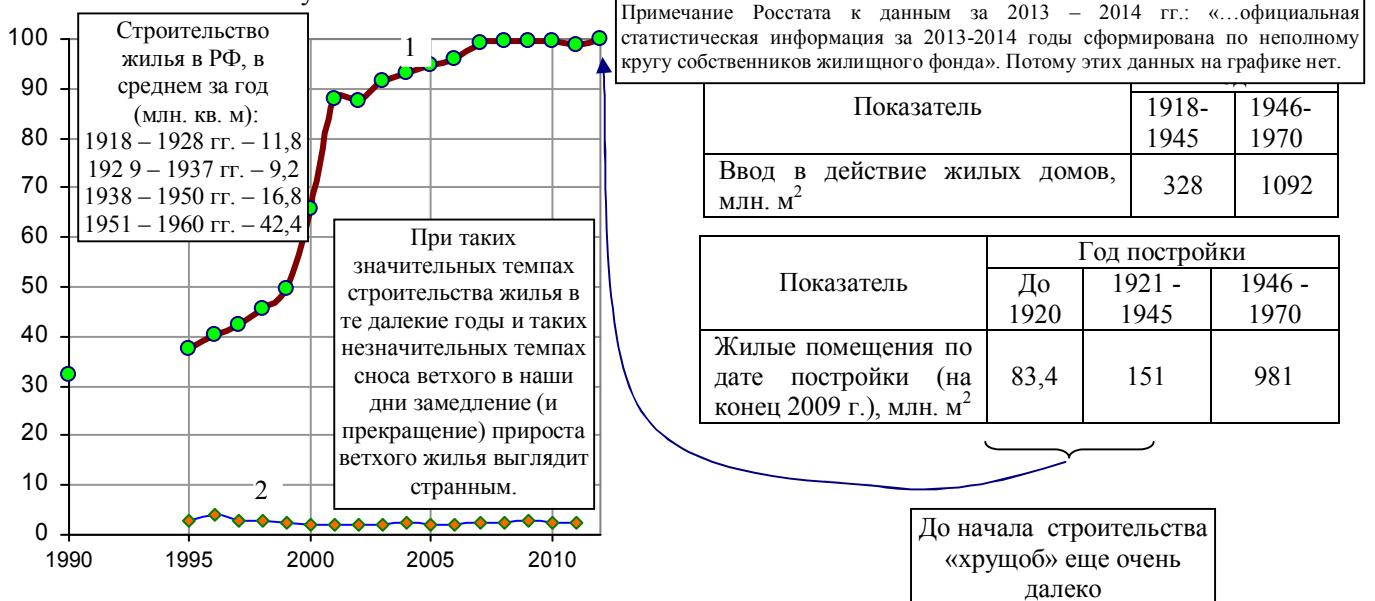 Примечание Росстата к данным за 2013 – 2014 гг.: «…официальная
статистическая информация за 2013-2014 годы сформирована по неполному
кругу собственников жилищного фонда». Потому этих данных на графике нет.
Строительство
жилья в РФ, в
среднем за год
(млн. кв. м):
1918 – 1928 гг. – 11,8
192 9 – 1937 гг. – 9,2
1938 – 1950 гг. – 16,8
1951 – 1960 гг. – 42,4
При таких
значительных темпах
строительства жилья в
те далекие годы и таких
незначительных темпах
сноса ветхого в наши
дни замедление (и
прекращение) прироста
ветхого жилья выглядит
странным.
1
2
100
90
80
70
60
50
40
30
20
10
0
1990
1995
2000
2005
2010
Показатель
1918-
1945
1946-
1970
Ввод в действие жилых домов,
млн. м²
328
1092
Показатель
Год постройки
До
1920
1921 -
1945
1946 -
1970
Жилые помещения по
дате постройки (на
конец 2009 г.), млн. м²
83,4
151
981
До начала строительства
«хрущоб» еще очень
далеко